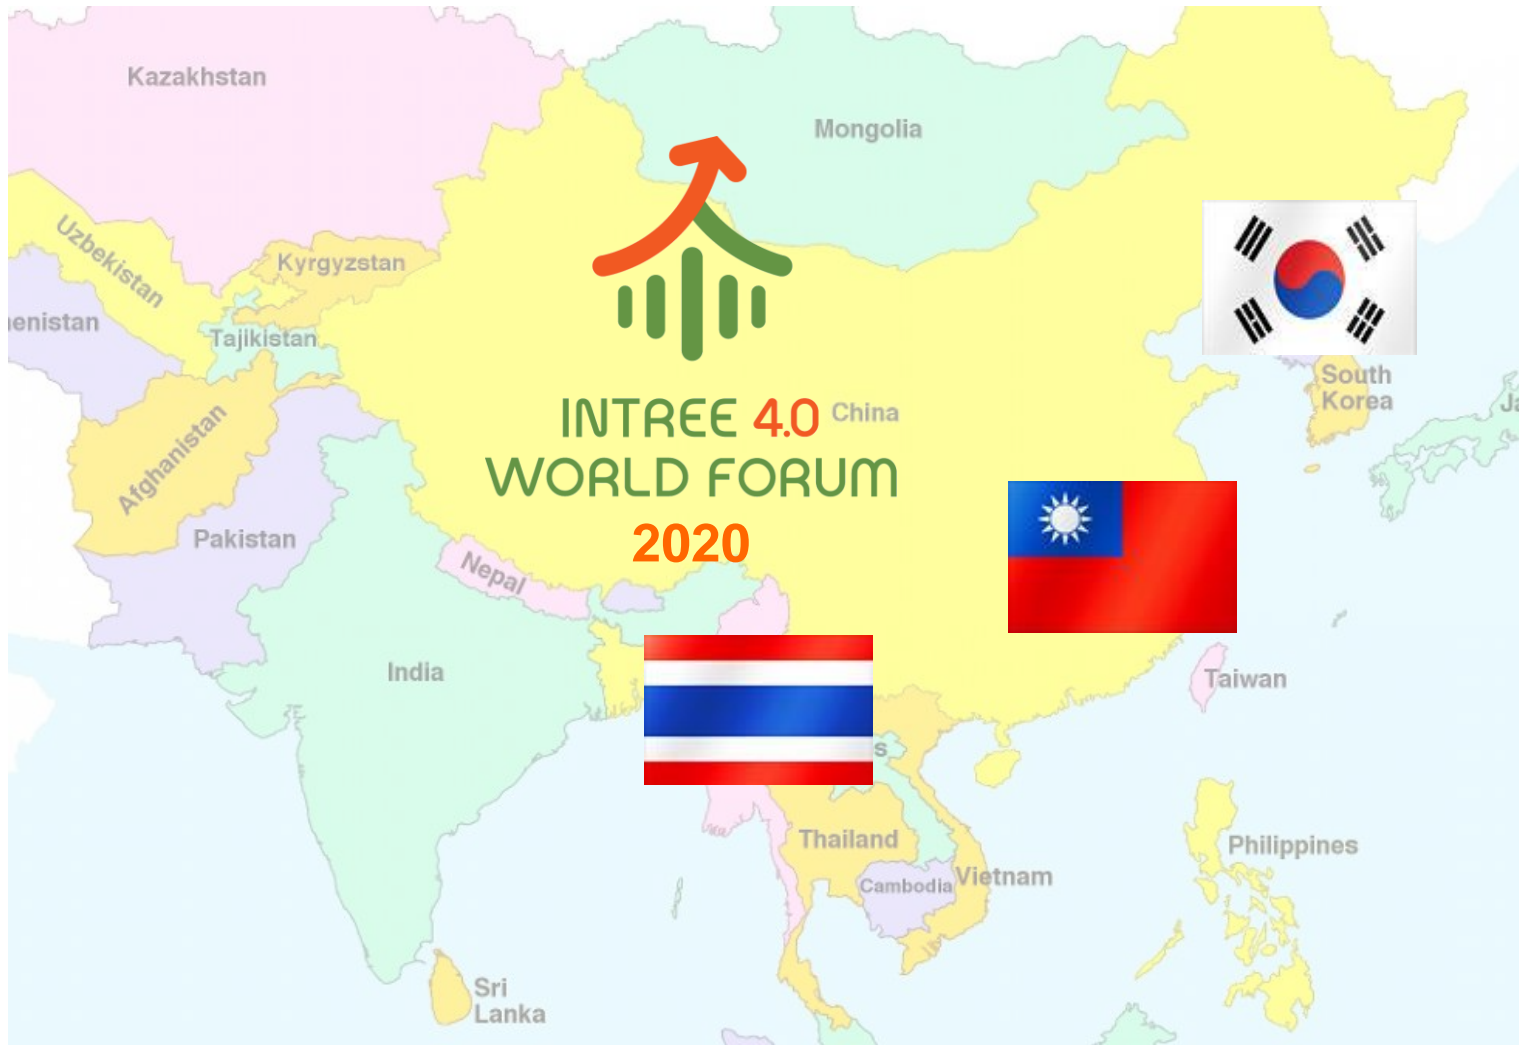 Kazakhstan
Mongolia
Uzbekistan
Kyrgyzstan
enistan
Tajikistan
South
Korea
INTREE 4.0
China
WORLD FORUM
2020
Afghanistan
Pakistan
Nepal
India
Taiwan
s
Thailand
Philippines
Cambodia
Vietnam
Sri
Lanka